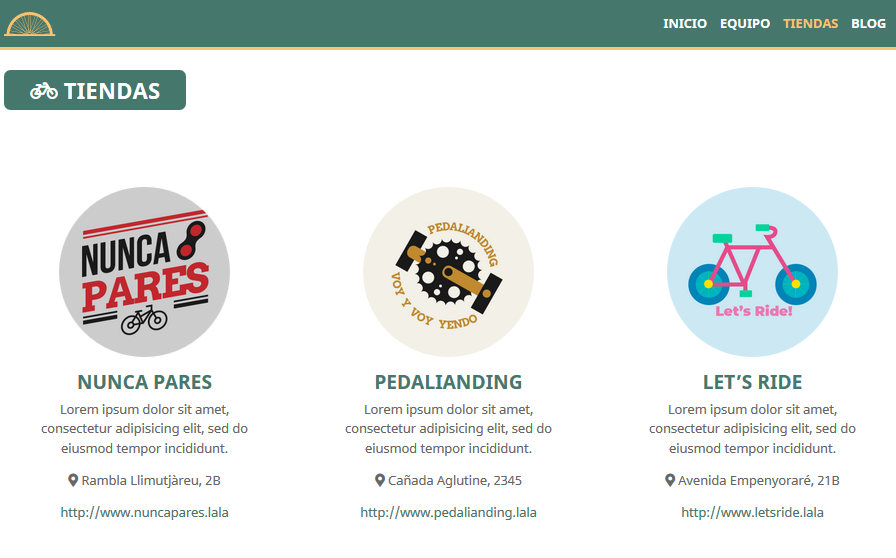 INICIO EQUIPO TIENDAS BLOG
TIENDAS
NUNCA
PARES
PEDALIANDING
VOY Y VOY YENDO
Let's Ride!
NUNCA PARES
Lorem ipsum dolor sit amet,
consectetur adipisicing elit, sed do
eiusmod tempor incididunt.
Rambla Llimutjàreu, 2B
http://www.nuncapares.lala
PEDALIANDING
Lorem ipsum dolor sit amet,
consectetur adipisicing elit, sed do
eiusmod tempor incididunt.
Cañada Aglutine, 2345
http://www.pedalianding.lala
LET’S RIDE
Lorem ipsum dolor sit amet,
consectetur adipisicing elit, sed do
eiusmod tempor incididunt.
Avenida Empenyoraré, 21B
http://www.letsride.lala